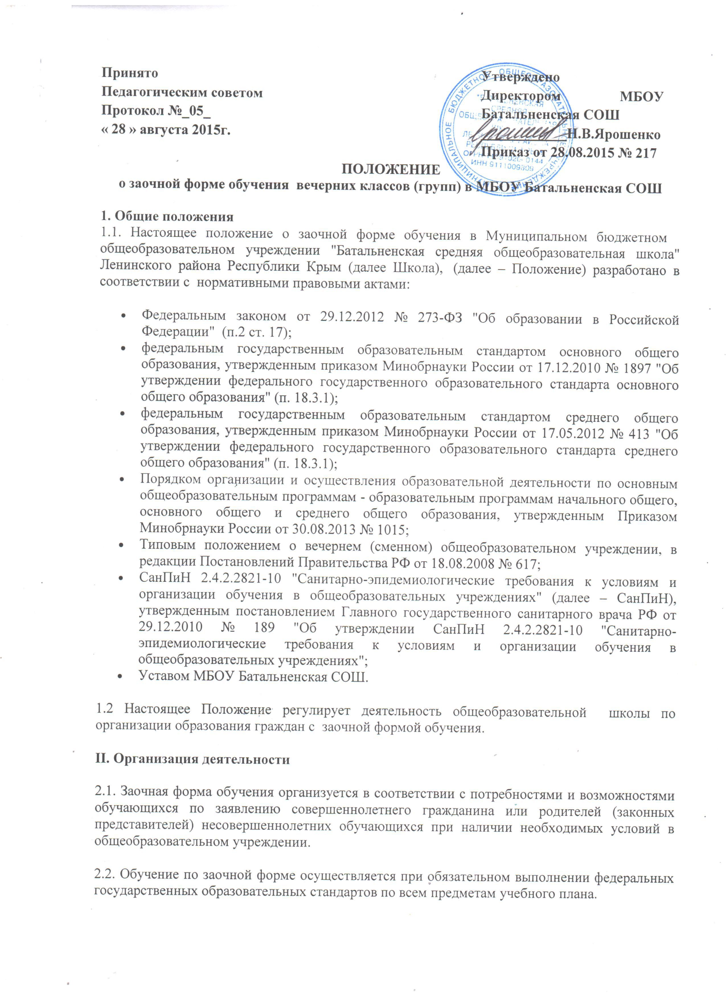 Принято
Педагогическим советом
Протокол №_05_
« 28 » августа 2015г.
Утверждено
Директором МБОУ
Батальненская СОШ
Н.В.Ярошенко
Приказ от 28.08.2015 № 217
МУНИЦИПАЛЬНОЕ БЮДЖЕТНОЕ ОБЩЕОБРАЗОВАТЕЛЬНОЕ УЧРЕЖДЕНИЕ
СРЕДНЯЯ
ИНН 9111009809
ПОЛОЖЕНИЕ
о заочной форме обучения вечерних классов (групп) в МБОУ Батальненская СОШ
1. Общие положения
1.1. Настоящее положение о заочной форме обучения в Муниципальном бюджетном
общеобразовательном учреждении "Батальненская средняя общеобразовательная школа"
Ленинского района Республики Крым (далее Школа), (далее – Положение) разработано в
соответствии с нормативными правовыми актами:
• Федеральным законом от 29.12.2012 № 273-ФЗ "Об образовании в Российской
Федерации" (п.2 ст. 17);
• федеральным государственным образовательным стандартом основного общего
образования, утвержденным приказом Минобрнауки России от 17.12.2010 № 1897 "Об
утверждении федерального государственного образовательного стандарта основного
общего образования" (п. 18.3.1);
• федеральным государственным образовательным стандартом среднего общего
образования, утвержденным приказом Минобрнауки России от 17.05.2012 № 413 "Об
утверждении федерального государственного образовательного стандарта среднего
общего образования" (п. 18.3.1);
• Порядком организации и осуществления образовательной деятельности по основным
общеобразовательным программам - образовательным программам начального общего,
основного общего и среднего общего образования, утвержденным Приказом
Минобрнауки России от 30.08.2013 № 1015;
• Типовым положением о вечернем (сменном) общеобразовательном учреждении, в
редакции Постановлений Правительства РФ от 18.08.2008 № 617;
• СанПиН 2.4.2.2821-10 "Санитарно-эпидемиологические требования к условиям и
организации обучения в общеобразовательных учреждениях" (далее – СанПиН),
утвержденным постановлением Главного государственного санитарного врача РФ от
29.12.2010 № 189 "Об утверждении СанПиН 2.4.2.2821-10 "Санитарно-
эпидемиологические требования к условиям и организации обучения в
общеобразовательных учреждениях";
• Уставом МБОУ Батальненская СОШ.
1.2 Настоящее Положение регулирует деятельность общеобразовательной школы по
организации образования граждан с заочной формой обучения.
II. Организация деятельности
2.1. Заочная форма обучения организуется в соответствии с потребностями и возможностями
обучающихся по заявлению совершеннолетнего гражданина или родителей (законных
представителей) несовершеннолетних обучающихся при наличии необходимых условий в
общеобразовательном учреждении.
2.2. Обучение по заочной форме осуществляется при обязательном выполнении федеральных
государственных образовательных стандартов по всем предметам учебного плана.